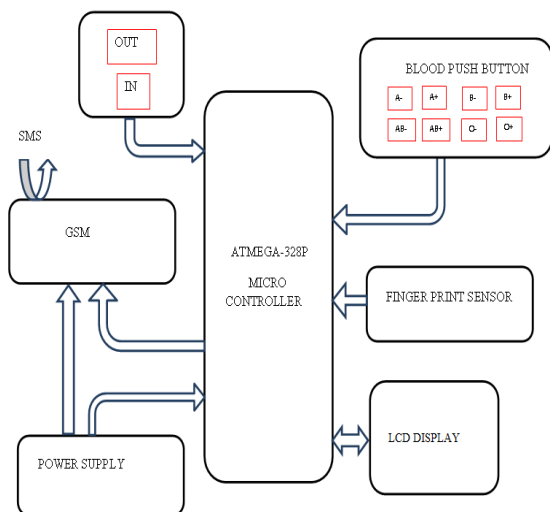 OUT
IN
BLOOD PUSH BUTTON
A- A+ B- B+
AB- AB+ O- O+
SMS
GSM
ATMEGA-328P
MICRO
CONTROLLER
FINGER PRINT SENSOR
LCD DISPLAY
POWER SUPPLY